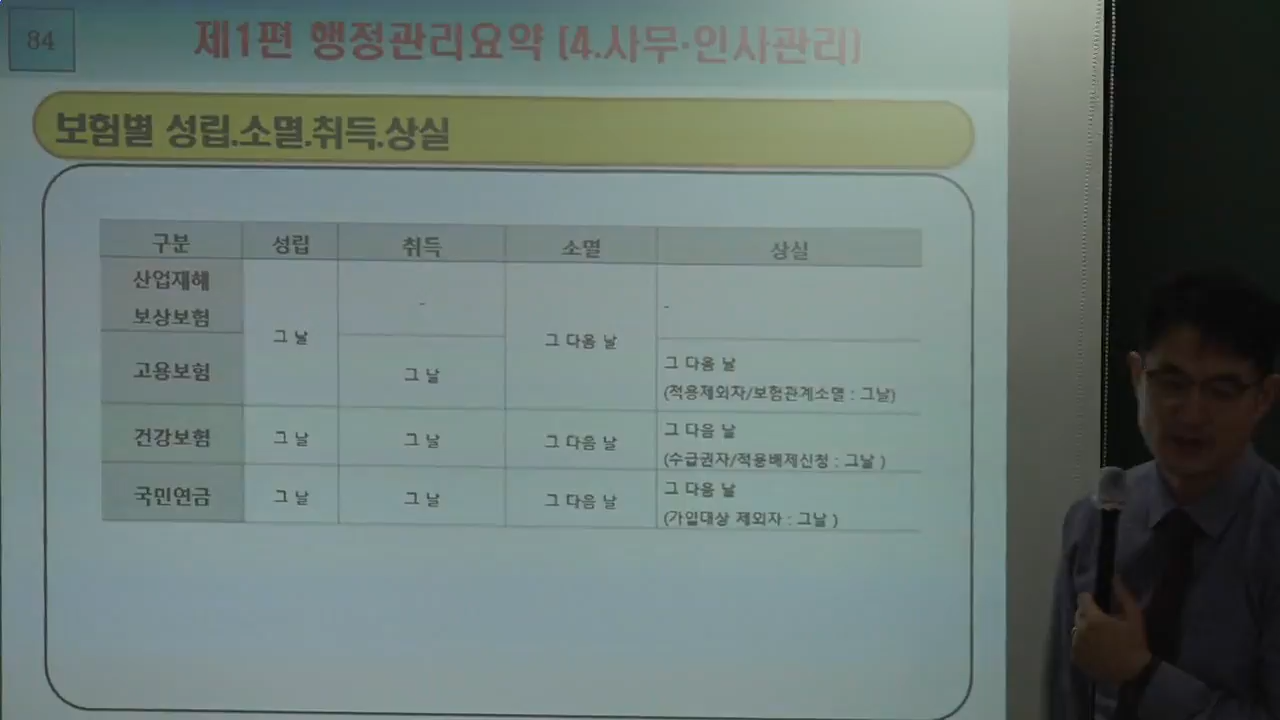 84
제1편 행정관리요약 (4.사무·인사관리)
보험별 성립.소멸.취득.상실
구분 성립 취득 소멸 상실
산업재해
보상보험
- -
그 날 그 다음 날
고용보험 그 날
그 다음 날
(적용제외자/보험관계소멸 : 그날)
건강보험 그 날 그 날 그 다음 날
그 다음 날
(수급권자/적용배제신청 : 그날 )
국민연금 그 날 그 날 그 다음 날
그 다음 날
(가입대상 제외자 : 그날 )